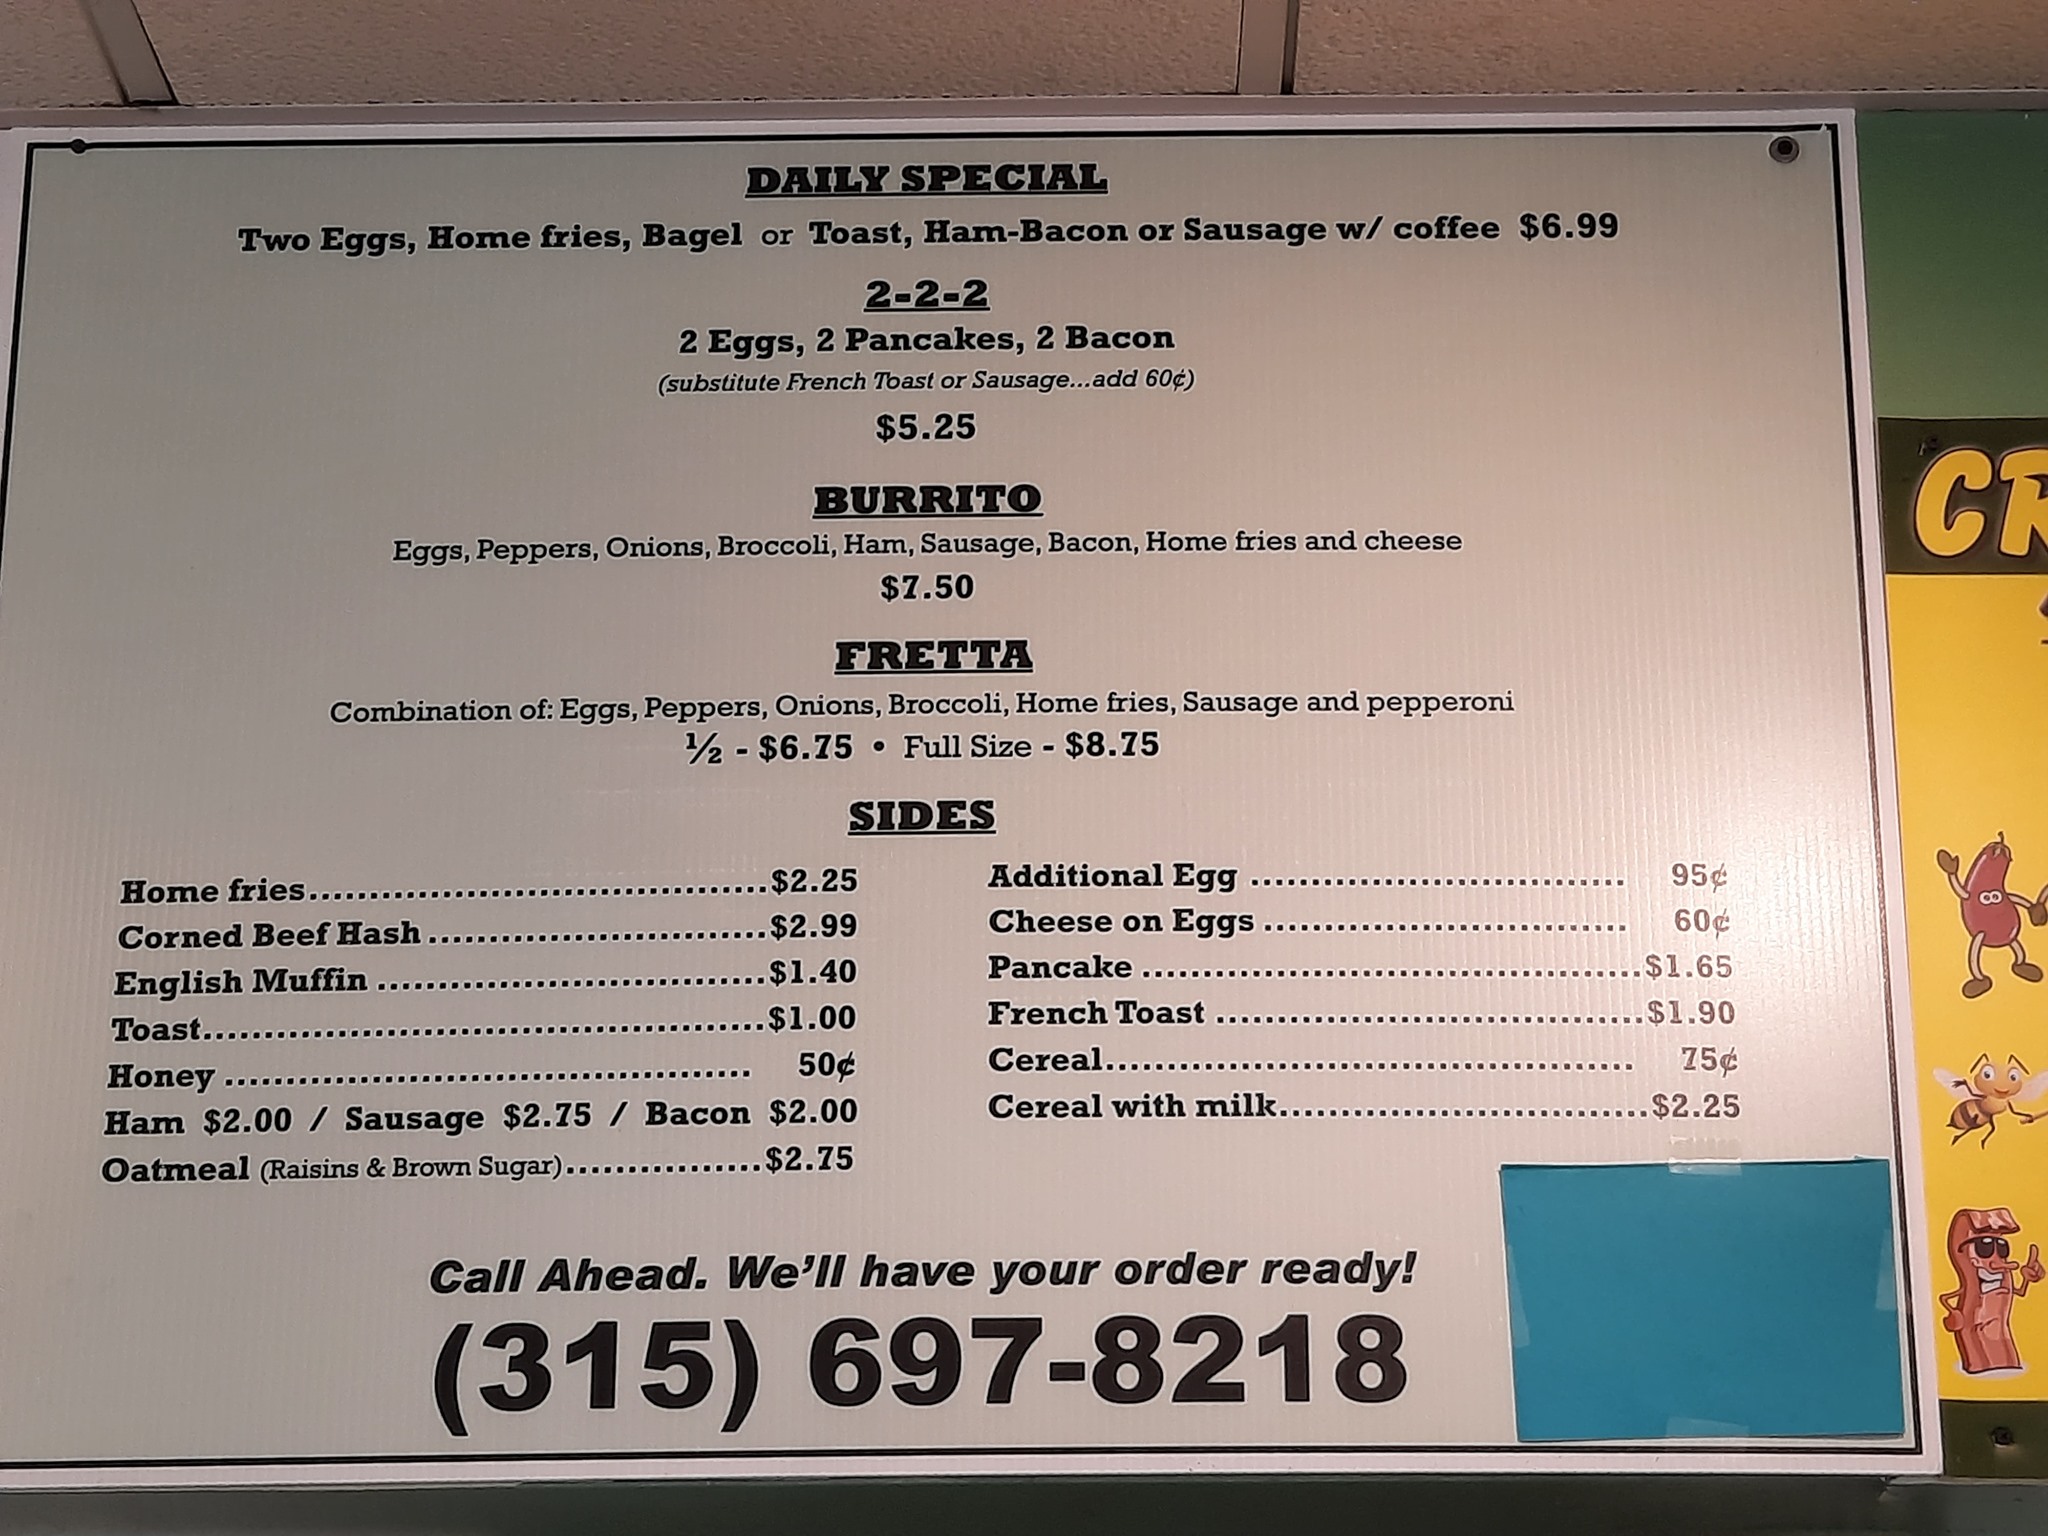 DAILY SPECIAL
Two Eggs, Home fries, Bagel or Toast, Ham-Bacon or Sausage w/ coffee $6.99
2-2-2
2 Eggs, 2 Pancakes, 2 Bacon
(substitute French Toast or Sausage...add 60¢)
$5.25
BURRITO
Eggs, Peppers, Onions, Broccoli, Ham, Sausage, Bacon, Home fries and cheese
$7.50
FRETTA
Combination of: Eggs, Peppers, Onions, Broccoli, Home fries, Sausage and pepperoni
½ - $6.75 • Full Size - $8.75
SIDES
Home fries......................................$2.25
Corned Beef Hash............................$2.99
English Muffin................................$1.40
Toast..............................................$1.00
Honey........................................... 50¢
Ham $2.00 / Sausage $2.75 / Bacon $2.00
Oatmeal (Raisins & Brown Sugar)................$2.75
Additional Egg ............................... 95¢
Cheese on Eggs .............................. 60¢
Pancake .........................................$1.65
French Toast ...................................$1.90
Cereal............................................ 75¢
Cereal with milk..............................$2.25
Call Ahead. We'll have your order ready!
(315) 697-8218